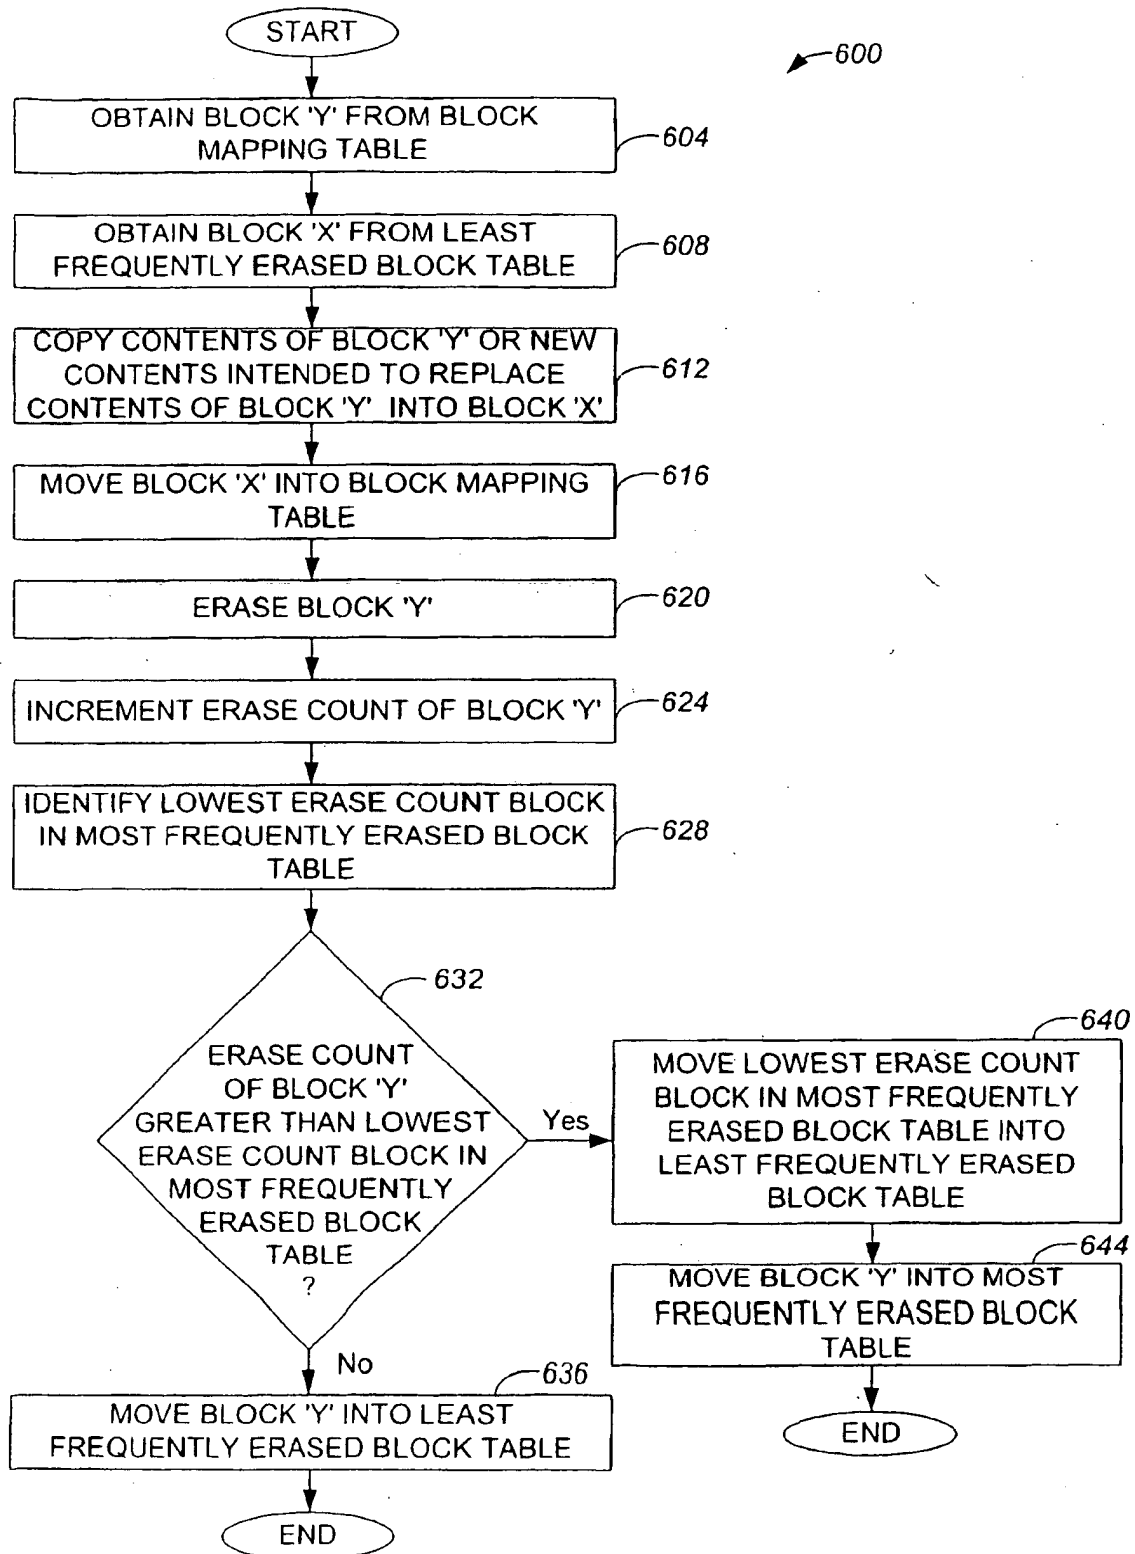 START
600
OBTAIN BLOCK 'Y' FROM BLOCK
MAPPING TABLE
604
OBTAIN BLOCK 'X' FROM LEAST
FREQUENTLY ERASED BLOCK TABLE
608
COPY CONTENTS OF BLOCK 'Y' OR NEW
CONTENTS INTENDED TO REPLACE
CONTENTS OF BLOCK 'Y' INTO BLOCK 'X'
612
MOVE BLOCK 'X' INTO BLOCK MAPPING
TABLE
616
ERASE BLOCK 'Y'
620
INCREMENT ERASE COUNT OF BLOCK 'Y'
624
IDENTIFY LOWEST ERASE COUNT BLOCK
IN MOST FREQUENTLY ERASED BLOCK
TABLE
628
632
ERASE COUNT
OF BLOCK 'Y'
GREATER THAN LOWEST
ERASE COUNT BLOCK IN
MOST FREQUENTLY
ERASED BLOCK
TABLE
?
Yes
640
MOVE LOWEST ERASE COUNT
BLOCK IN MOST FREQUENTLY
ERASED BLOCK TABLE INTO
LEAST FREQUENTLY ERASED
BLOCK TABLE
644
MOVE BLOCK 'Y' INTO MOST
FREQUENTLY ERASED BLOCK
TABLE
END
No
636
MOVE BLOCK 'Y' INTO LEAST
FREQUENTLY ERASED BLOCK TABLE
END